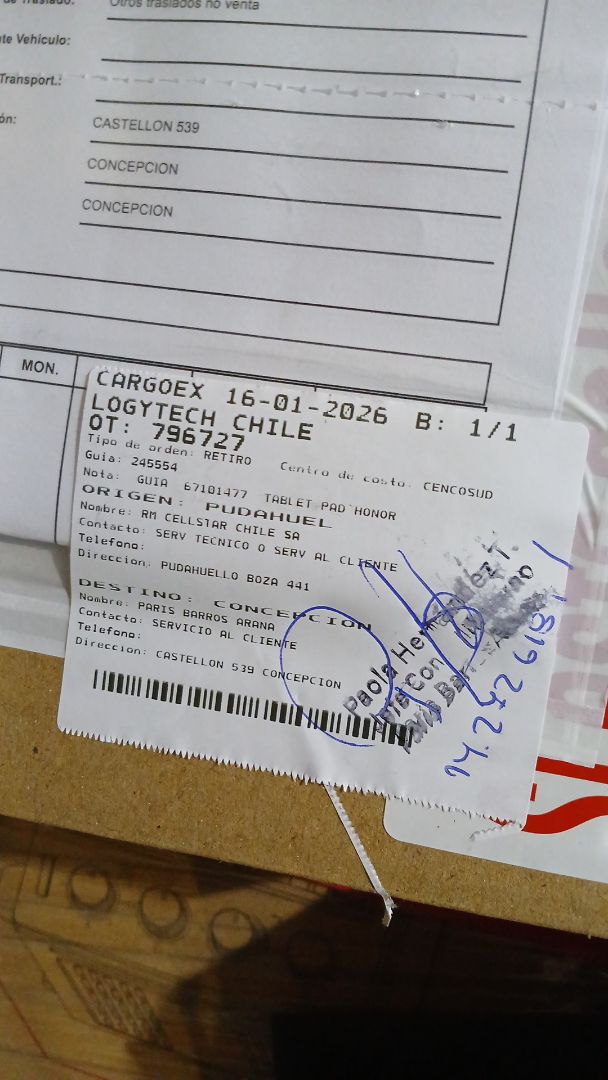 Otros traslados no venta
Vehículo:
Transport.:
CASTELLON 539
CONCEPCION
CONCEPCION
MON.
CARGOEX 16-01-2026 B: 1/1
LOGYTECH CHILE
OT: 796727
Tipo de orden: RETIRO Centro de costo: CENCOSUD
Guia: 245554
Nota: GUIA 67101477 TABLET PAD HONOR
ORIGEN: PUDAHUEL
Nombre: RM CELLSTAR CHILE SA
Contacto: SERV TECNICO O SERV AL CLIENTE
Telefono:
Direccion: PUDAHUELLO BOZA 441
DESTINO: CONCEPCION
Nombre: PARIS BARROS ARANA
Contacto: SERVICIO AL CLIENTE
Telefono:
Direccion: CASTELLON 539 CONCEPCION
Paola Hernández T.